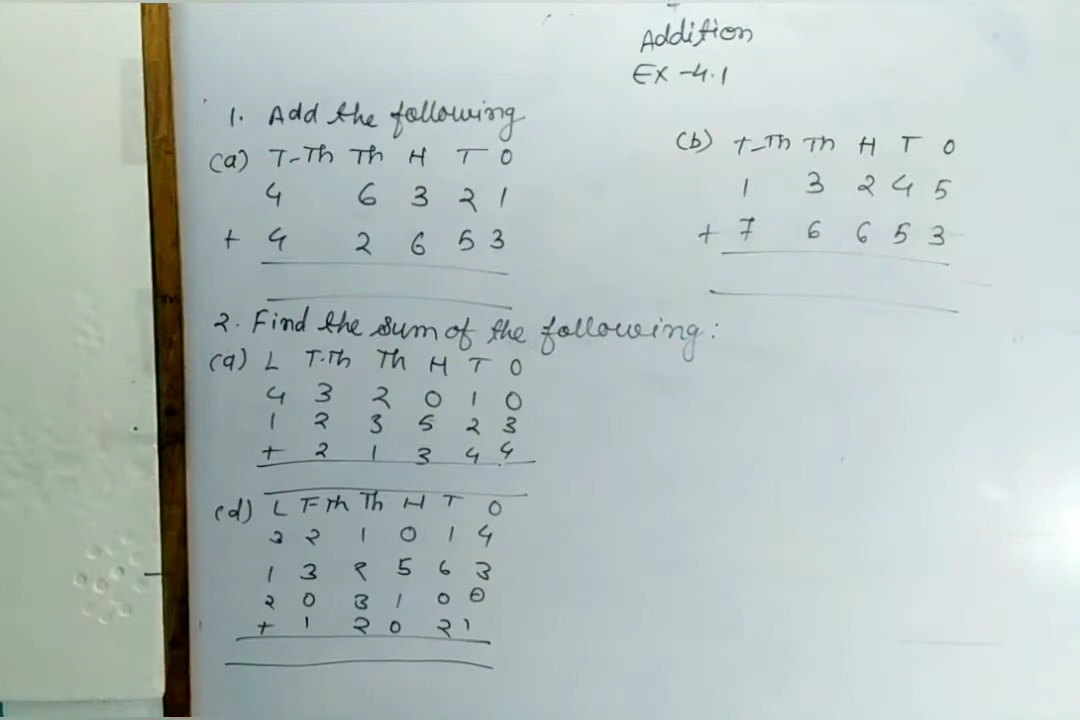 Addition
EX-4.1
1. Add the following
(a) T-Th Th H T O
4 6 3 2 1
+ 4 2 6 5 3
(b) T-Th Th H T O
1 3 2 4 5
+ 7 6 6 5 3
2. Find the sum of the following:
(a) L T.Th Th H T O
4 3 2 0 1 0
1 2 3 5 2 3
+ 2 1 3 4 4
(d) L T-Th Th H T O
3 2 1 0 1 4
1 3 2 5 6 3
2 0 3 1 0 0
+ 1 2 0 2 1